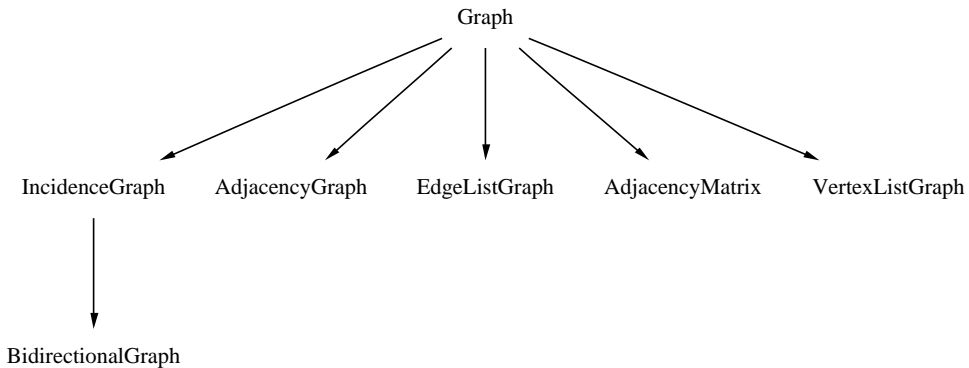 Graph
IncidenceGraph AdjacencyGraph EdgeListGraph AdjacencyMatrix VertexListGraph
BidirectionalGraph